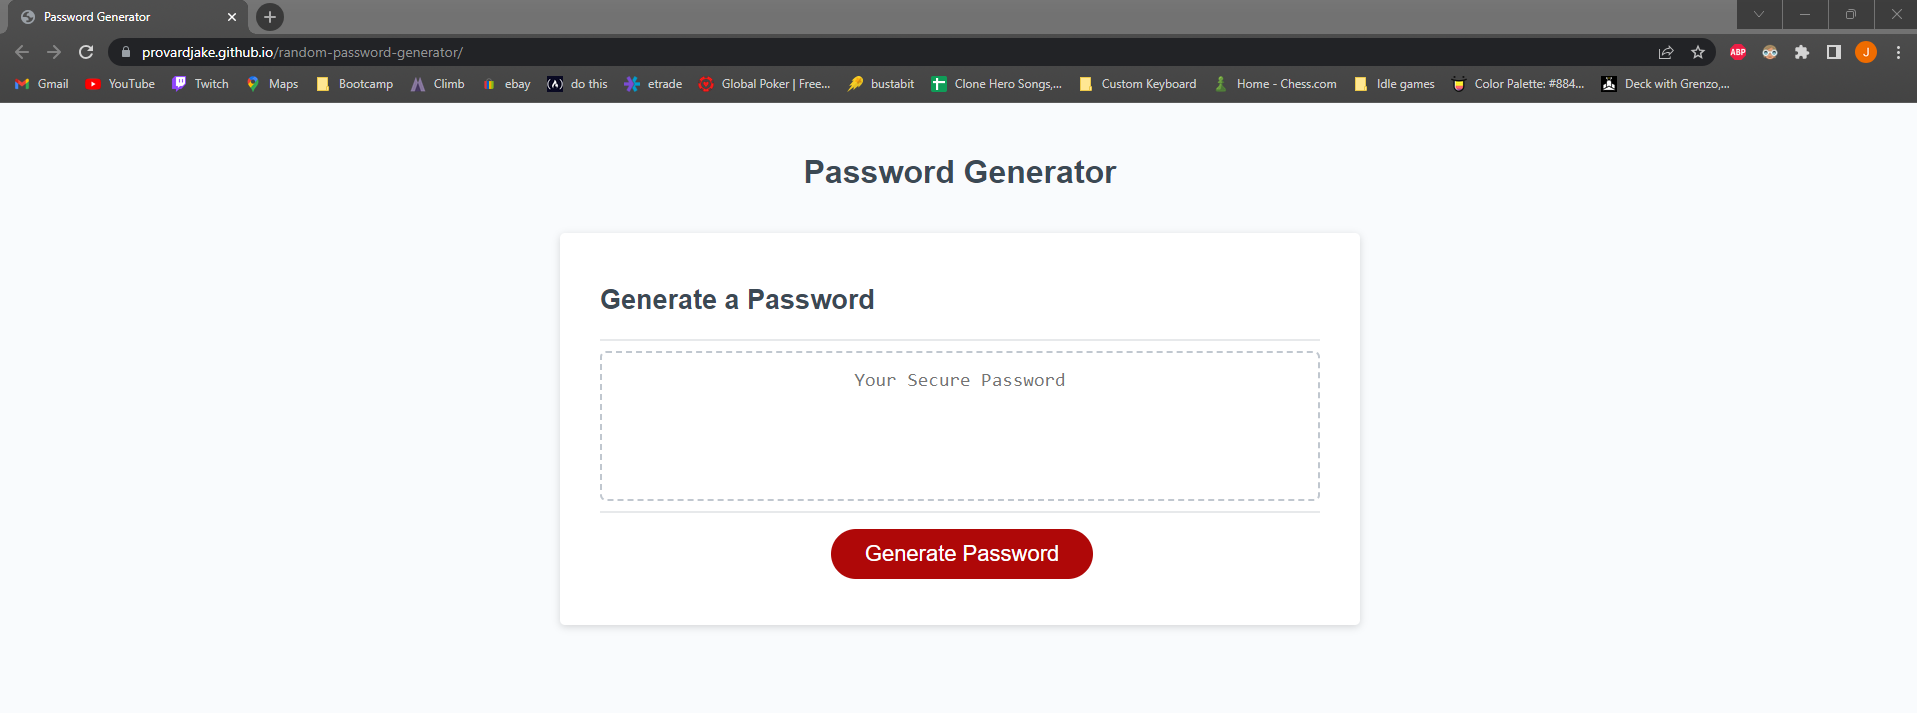 Password Generator
provardjake.github.io/random-password-generator/
ABP
J
Gmail YouTube Twitch Maps Bootcamp Climb ebay do this etrade Global Poker | Free... bustabit Clone Hero Songs,... Custom Keyboard Home - Chess.com Idle games Color Palette: #884... Deck with Grenzo,...
Password Generator
Generate a Password
Your Secure Password
Generate Password